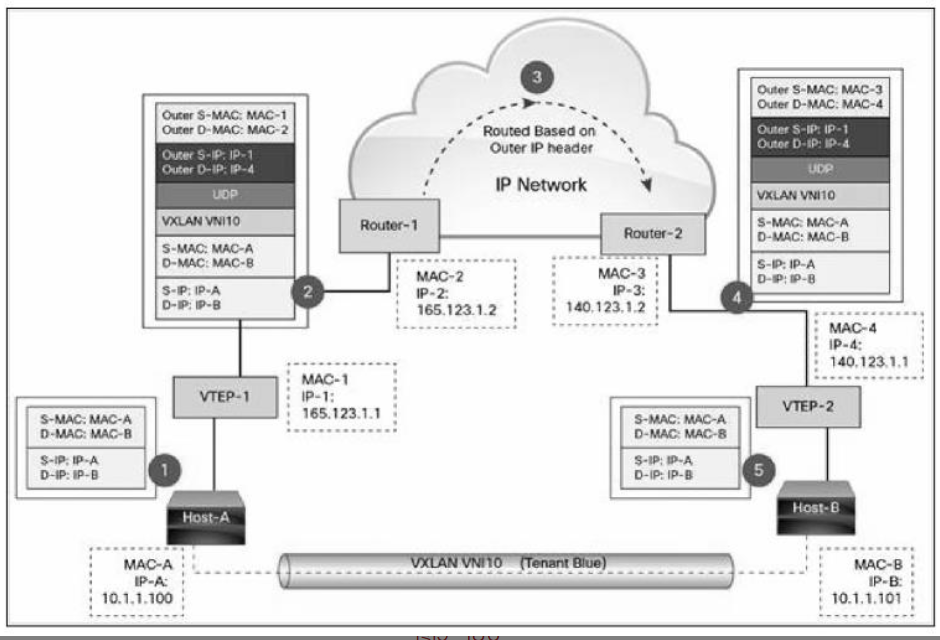 3
Routed Based on
Outer IP header
IP Network
Outer S-MAC: MAC-1
Outer D-MAC: MAC-2
Outer S-IP: IP-1
Outer D-IP: IP-4
UDP
VXLAN VNI10
S-MAC: MAC-A
D-MAC: MAC-B
S-IP: IP-A
D-IP: IP-B
2
Router-1
MAC-2
IP-2:
165.123.1.2
Router-2
MAC-3
IP-3:
140.123.1.2
Outer S-MAC: MAC-3
Outer D-MAC: MAC-4
Outer S-IP: IP-1
Outer D-IP: IP-4
UDP
VXLAN VNI10
S-MAC: MAC-A
D-MAC: MAC-B
S-IP: IP-A
D-IP: IP-B
4
MAC-4
IP-4:
140.123.1.1
VTEP-1
MAC-1
IP-1:
165.123.1.1
VTEP-2
S-MAC: MAC-A
D-MAC: MAC-B
S-IP: IP-A
D-IP: IP-B
1
Host-A
S-MAC: MAC-A
D-MAC: MAC-B
S-IP: IP-A
D-IP: IP-B
5
Host-B
MAC-A
IP-A:
10.1.1.100
VXLAN VNI10 (Tenant Blue)
MAC-B
IP-B:
10.1.1.101